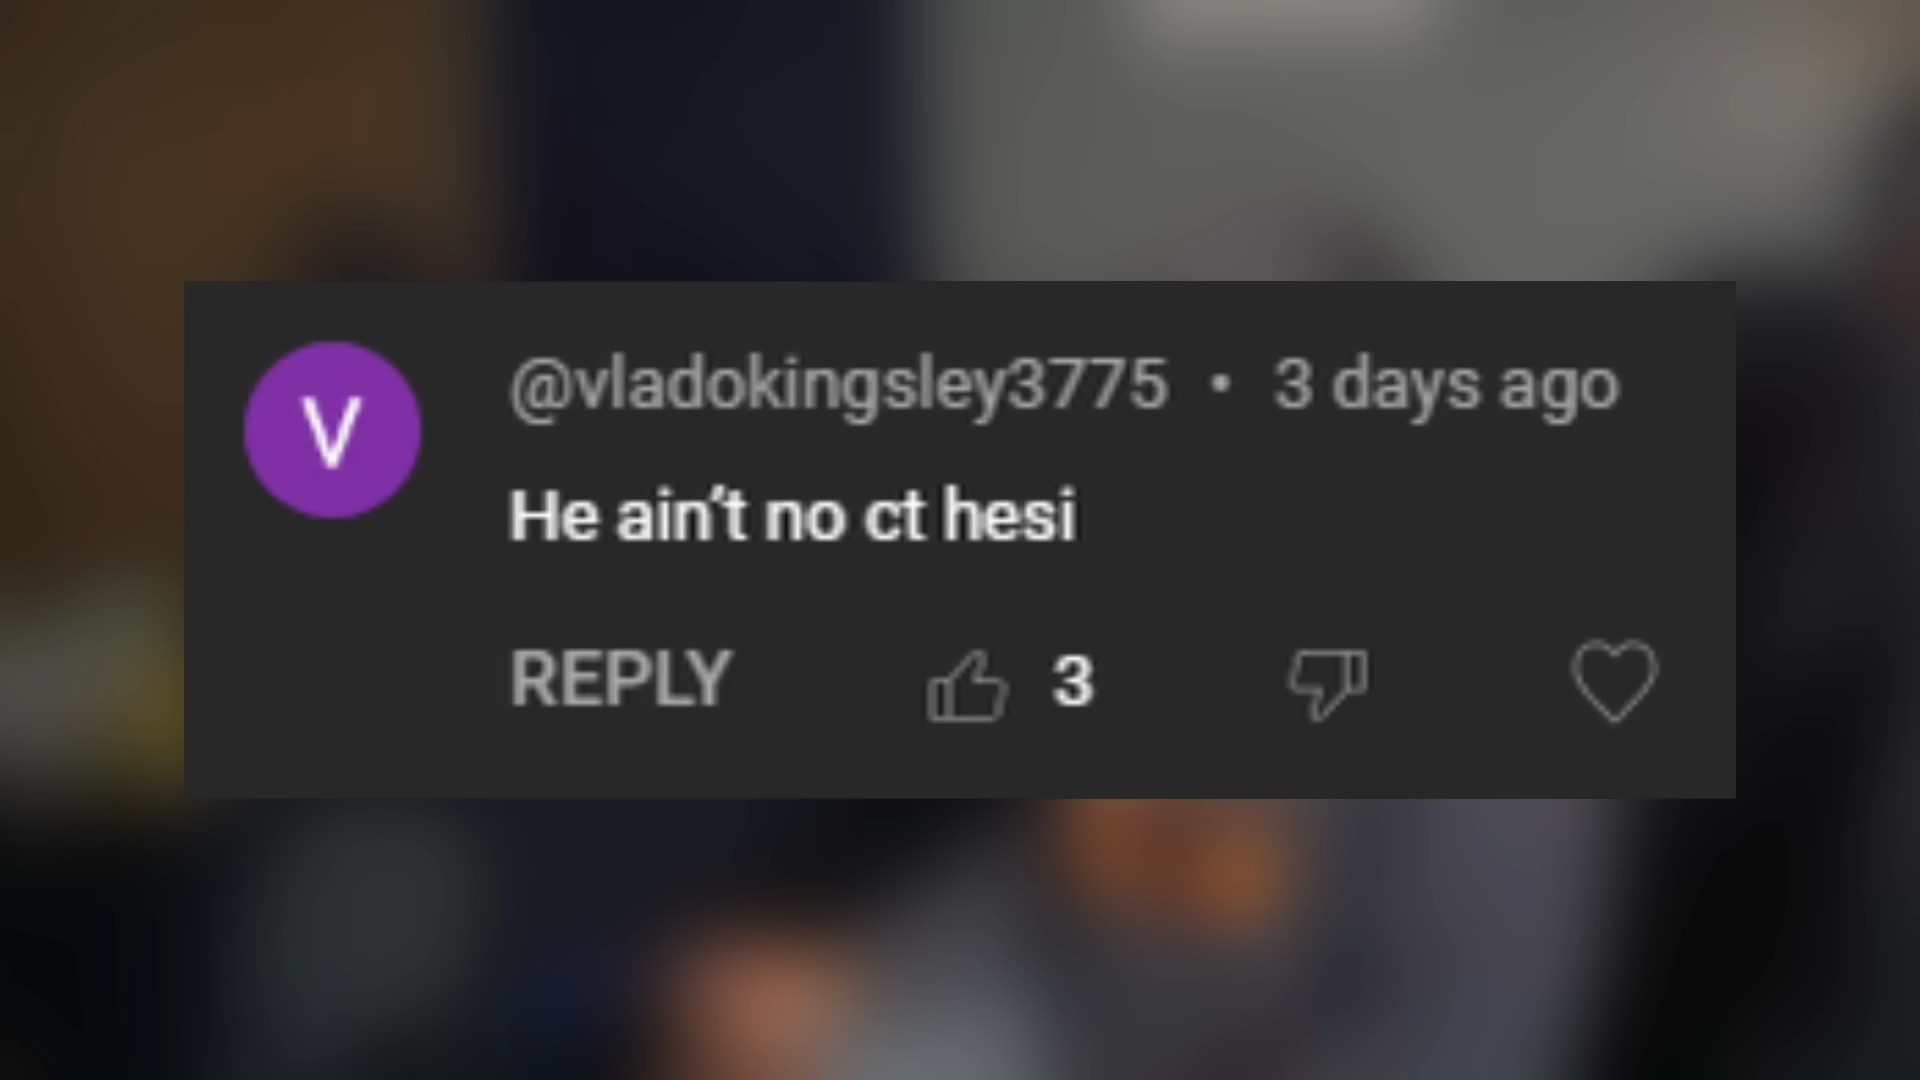 V
@vladokingsley3775 • 3 days ago
He ain’t no ct hesi
REPLY 3